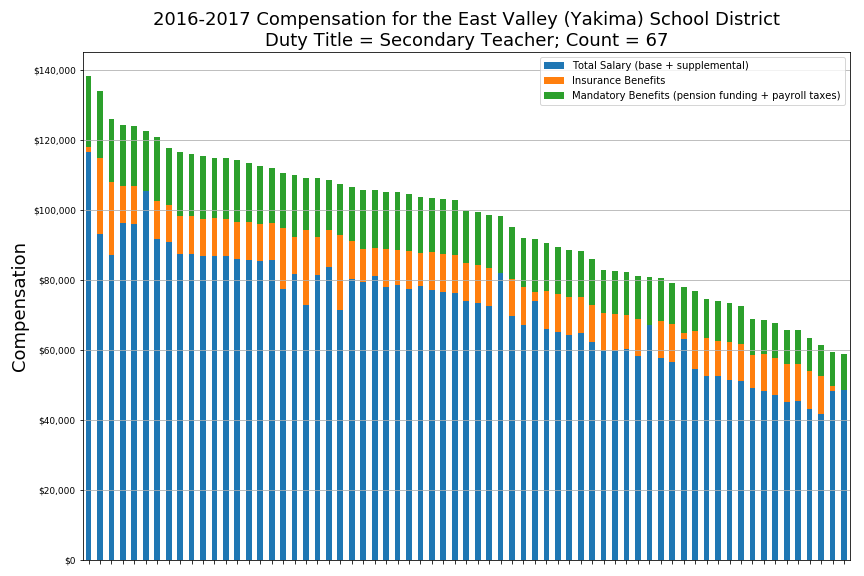 2016-2017 Compensation for the East Valley (Yakima) School District
Duty Title = Secondary Teacher; Count = 67
Total Salary (base + supplemental)
Insurance Benefits
Mandatory Benefits (pension funding + payroll taxes)
Compensation
$140,000
$120,000
$100,000
$80,000
$60,000
$40,000
$20,000
$0